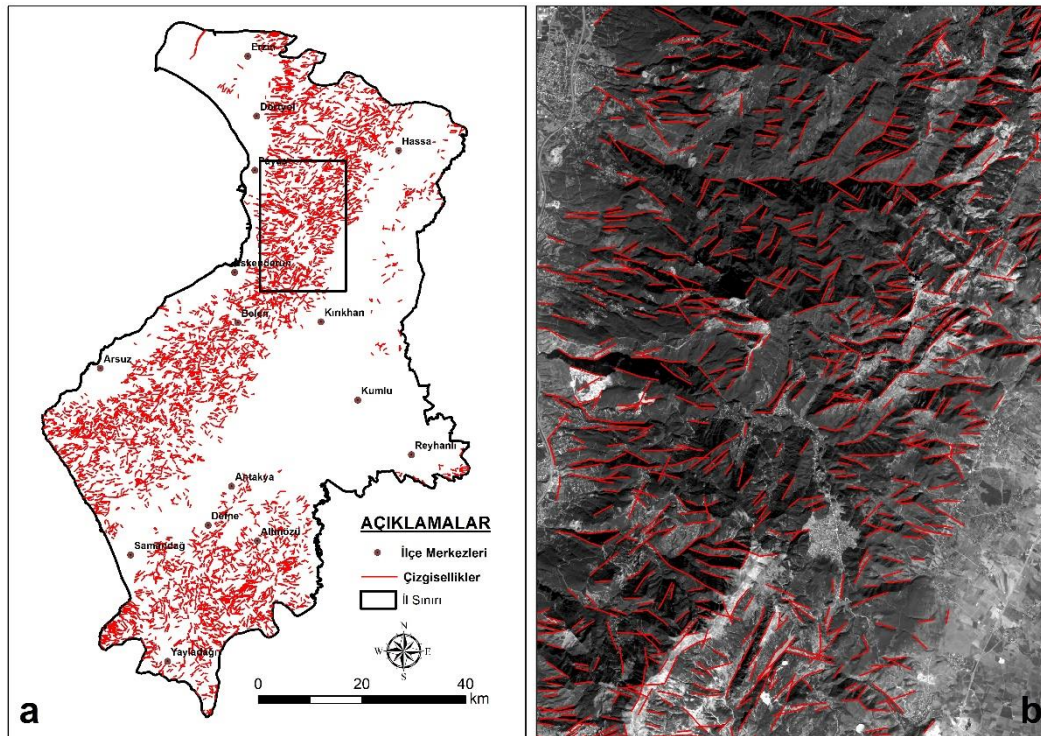 Erzin
Dörtyol
Hassa
Payas
İskenderun
Belen
Kırıkhan
Arsuz
Kumlu
Reyhanlı
Antakya
Defne
Altınözü
Samandağ
Yayladağı
AÇIKLAMALAR
İlçe Merkezleri
Çizgisellikler
İl Sınırı
N
W E
S
0 20 40
km
a
b